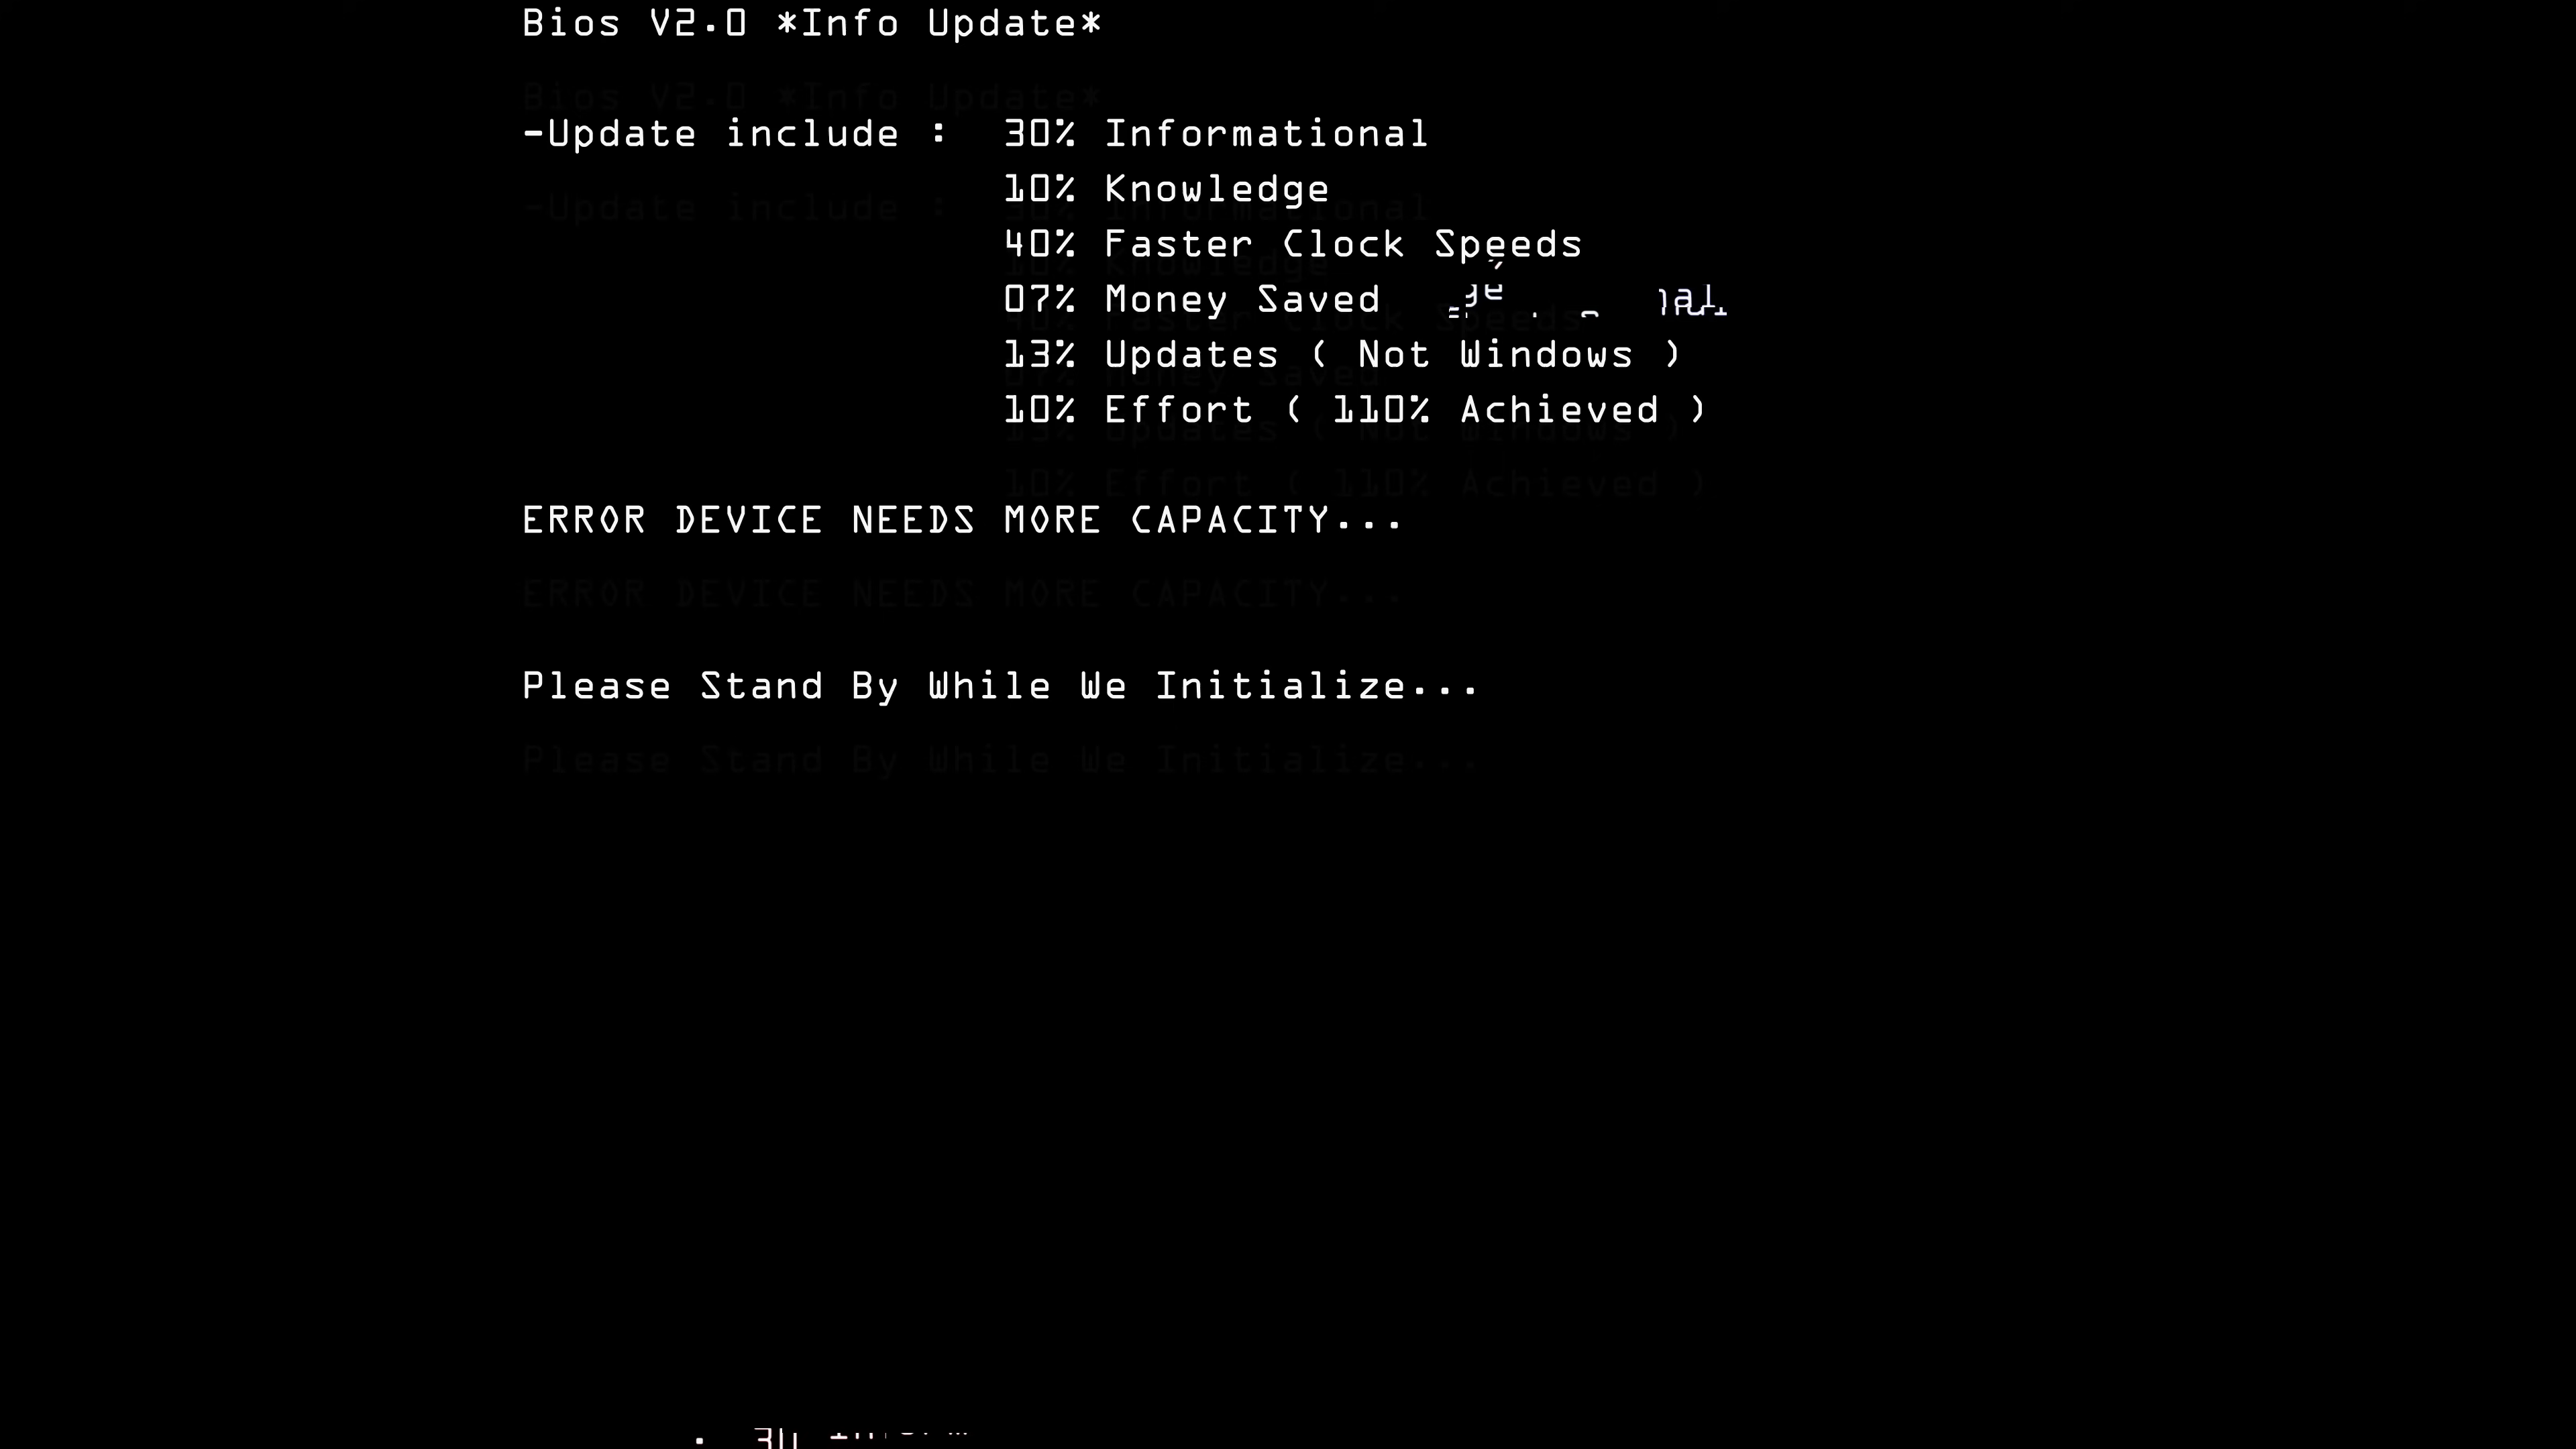 Bios V2.0 *Info Update*
-Update include : 30% Informational
10% Knowledge
40% Faster Clock Speeds
07% Money Saved
13% Updates ( Not Windows )
10% Effort ( 110% Achieved )
ERROR DEVICE NEEDS MORE CAPACITY...
Please Stand By While We Initialize...